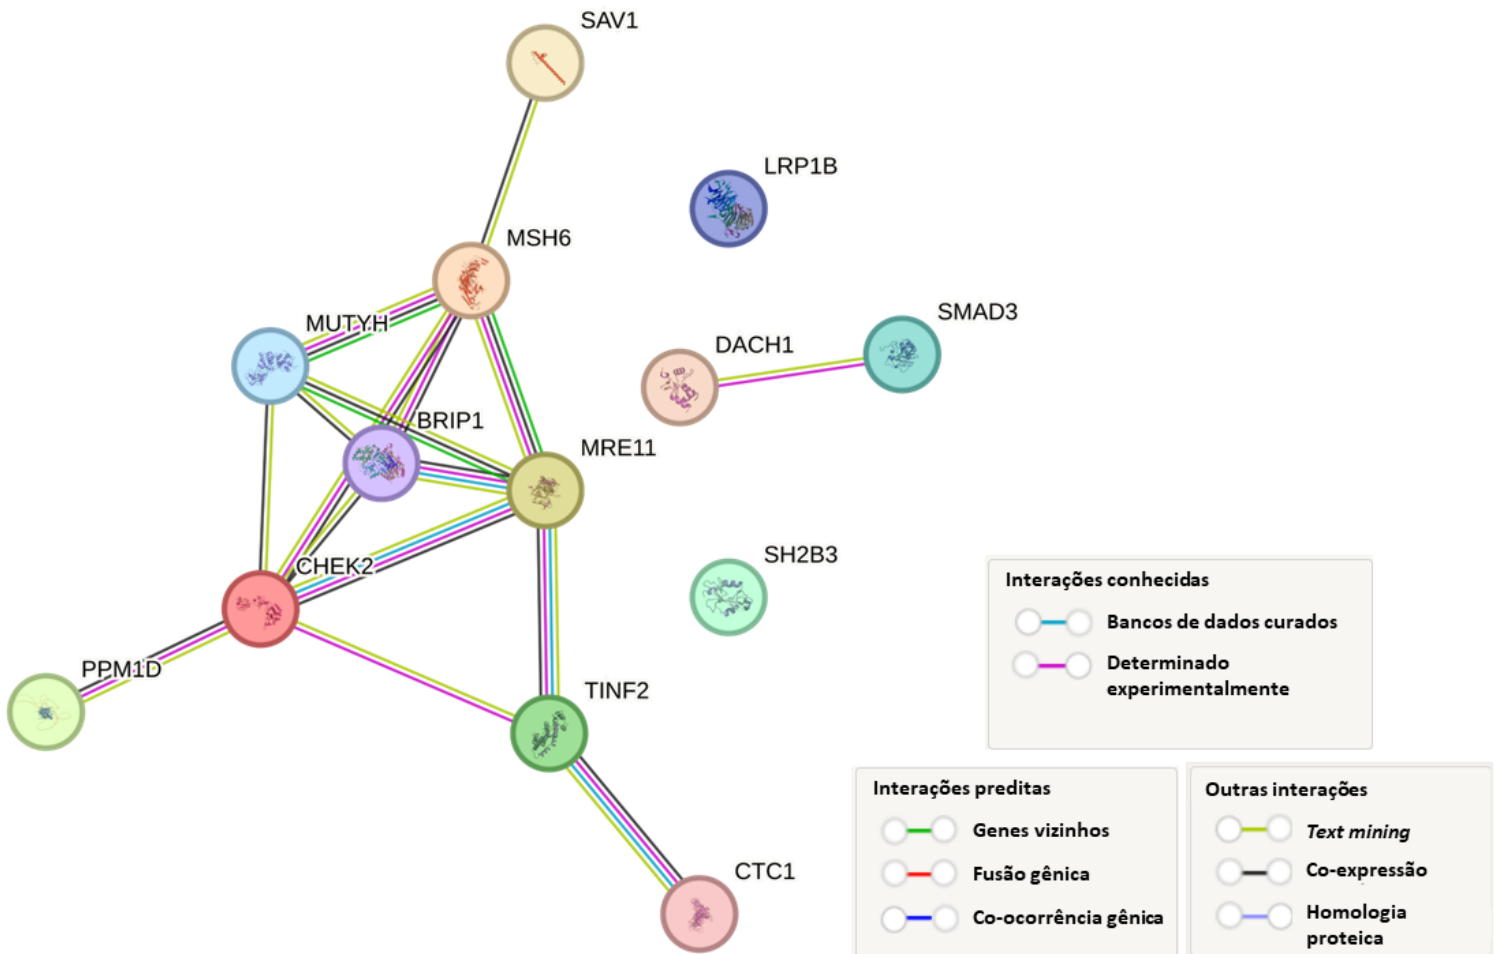 SAV1
LRP1B
MSH6
SMAD3
MUTYH
DACH1
BRIP1
MRE11
SH2B3
CHEK2
PPM1D
TINF2
CTC1
Interações conhecidas
Bancos de dados curados
Determinado
experimentalmente
Interações preditas
Genes vizinhos
Fusão gênica
Co-ocorrência gênica
Outras interações
Text mining
Co-expressão
Homologia
proteica